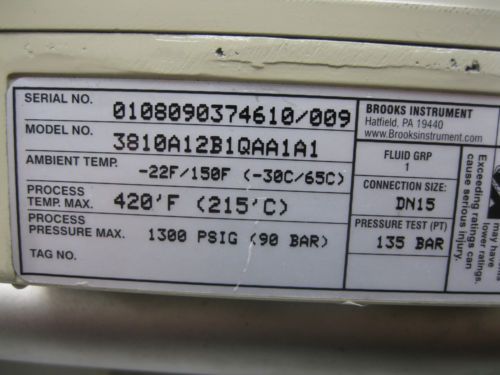 SERIAL NO. 0108090374610/009
MODEL NO. 3810A12B1QAA1A1
AMBIENT TEMP. -22F/150F (-30C/65C)
PROCESS
TEMP. MAX. 420'F (215'C)
PROCESS
PRESSURE MAX. 1300 PSIG (90 BAR)
TAG NO.
BROOKS INSTRUMENT
Hatfield, PA 19440
www.BrooksInstrument.com
FLUID GRP
1
CONNECTION SIZE:
DN15
PRESSURE TEST (PT)
135 BAR
may have
lower ratings.
Exceeding ratings can
cause serious injury.